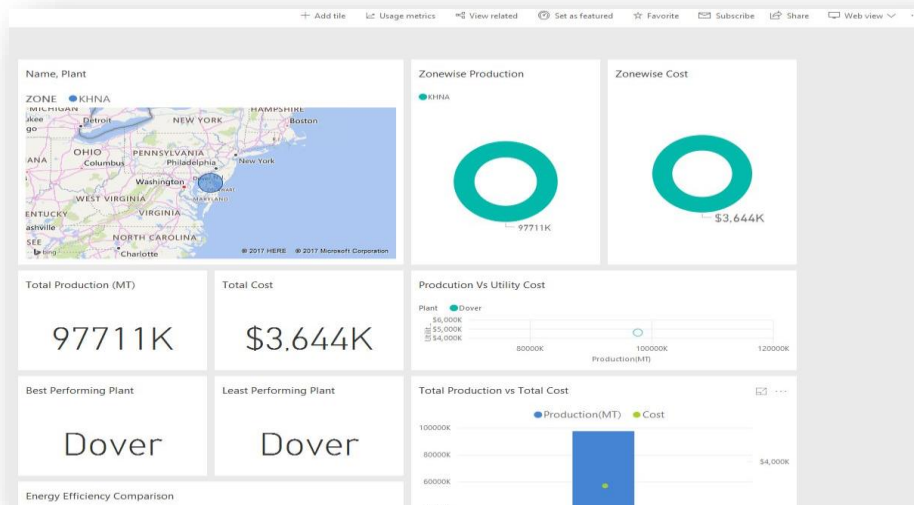 Add tile Usage metrics View related Set as featured Favorite Subscribe Share Web view
Name, Plant
ZONE KHNA
MICHIGAN
HAMPSHIRE
Detroit
NEW YORK
Boston
OHIO
PENNSYLVANIA
ANA
Columbus
Philadelphia
New York
Washington
WEST VIRGINIA
MARYLAND
ENTUCKY
VIRGINIA
ashville
NORTH CAROLINA
SEE
bing
Charlotte
© 2017 HERE © 2017 Microsoft Corporation
Zonewise Production
KHNA
97711K
Zonewise Cost
$3,644K
Total Production (MT)
97711K
Total Cost
$3,644K
Prodcution Vs Utility Cost
Plant Dover
Utilit...
$6,000K
$5,000K
$4,000K
80000K 100000K 120000K
Production(MT)
Best Performing Plant
Dover
Least Performing Plant
Dover
Total Production vs Total Cost
Production(MT) Cost
100000K
80000K
60000K
$4,000K
Energy Efficiency Comparison